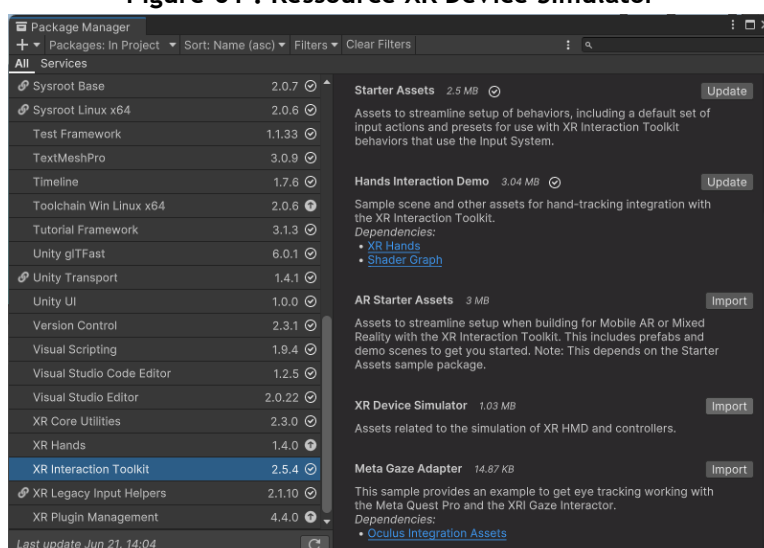 Figure 61 : Ressource XR Device Simulator
Package Manager
Packages: In Project Sort: Name (asc) Filters Clear Filters
All Services
Sysroot Base 2.0.7
Sysroot Linux x64 2.0.6
Test Framework 1.1.33
TextMeshPro 3.0.9
Timeline 1.7.6
Toolchain Win Linux x64 2.0.6
Tutorial Framework 3.1.3
Unity glTFast 6.0.1
Unity Transport 1.4.1
Unity UI 1.0.0
Version Control 2.3.1
Visual Scripting 1.9.4
Visual Studio Code Editor 1.2.5
Visual Studio Editor 2.0.22
XR Core Utilities 2.3.0
XR Hands 1.4.0
XR Interaction Toolkit 2.5.4
XR Legacy Input Helpers 2.1.10
XR Plugin Management 4.4.0
Last update Jun 21, 14:04
Starter Assets 2.5 MB Update
Assets to streamline setup of behaviors, including a default set of
input actions and presets for use with XR Interaction Toolkit
behaviors that use the Input System.
Hands Interaction Demo 3.04 MB Update
Sample scene and other assets for hand-tracking integration with
the XR Interaction Toolkit.
Dependencies:
• XR Hands
• Shader Graph
AR Starter Assets 3 MB Import
Assets to streamline setup when building for Mobile AR or Mixed
Reality with the XR Interaction Toolkit. This includes prefabs and
demo scenes to get you started. Note: This depends on the Starter
Assets sample package.
XR Device Simulator 1.03 MB Import
Assets related to the simulation of XR HMD and controllers.
Meta Gaze Adapter 14.87 KB Import
This sample provides an example to get eye tracking working with
the Meta Quest Pro and the XRI Gaze Interactor.
Dependencies:
• Oculus Integration Assets